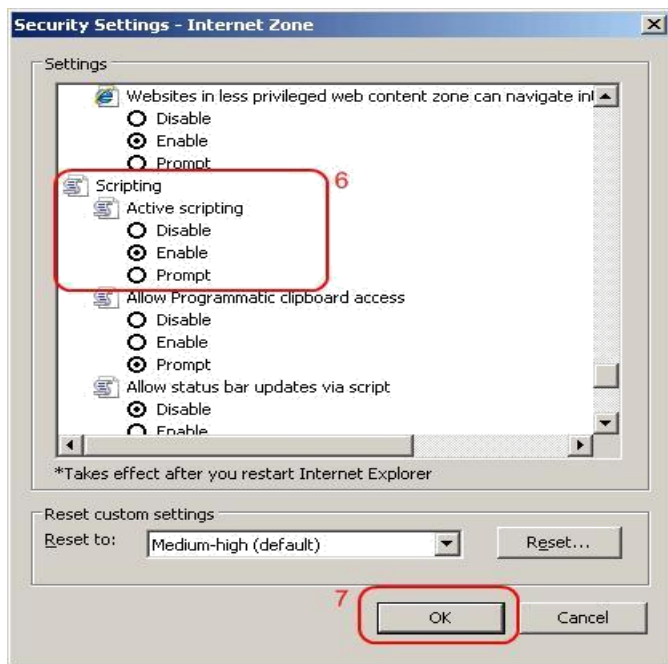 Security Settings - Internet Zone
Settings
Websites in less privileged web content zone can navigate int
Disable
Enable
Prompt
Scripting
6
Active scripting
Disable
Enable
Prompt
Allow Programmatic clipboard access
Disable
Enable
Prompt
Allow status bar updates via script
Disable
Enable
*Takes effect after you restart Internet Explorer
Reset custom settings
Reset to: Medium-high (default) Reset...
7
OK Cancel